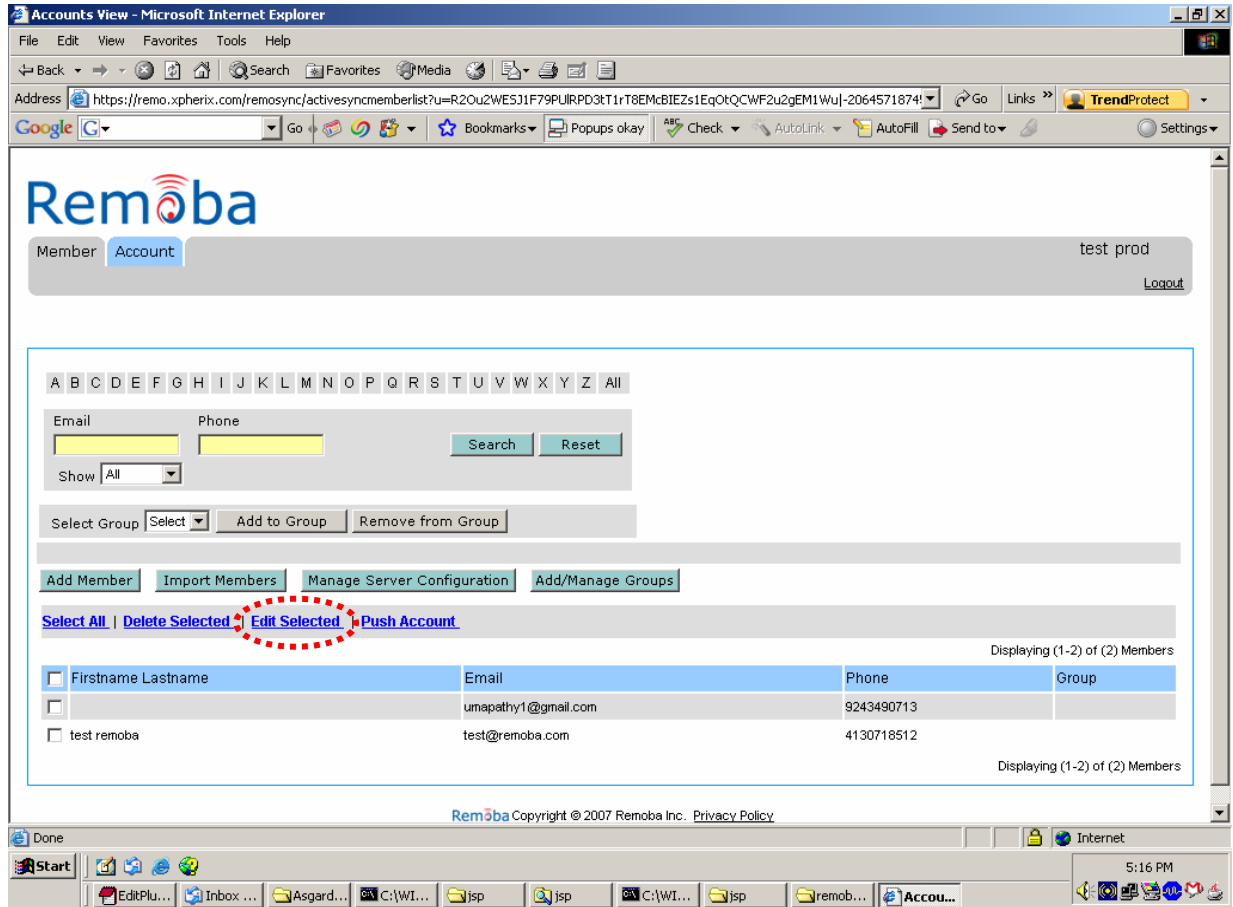 Accounts View - Microsoft Internet Explorer
File Edit View Favorites Tools Help
Back Search Favorites Media
Address https://remo.xpherix.com/remosync/activesyncmemberlist? Go Links » TrendProtect
Google G Go Bookmarks Popups okay ABC Check AutoLink AutoFill Send to Settings
Remoba
Member Account test prod
Logout
A B C D E F G H I J K L M N O P Q R S T U V W X Y Z All
Email Phone
Search Reset
Show All
Select Group Select Add to Group Remove from Group
Add Member Import Members Manage Server Configuration Add/Manage Groups
Select All | Delete Selected | Edit Selected | Push Account
Displaying (1-2) of (2) Members
Firstname Lastname Email Phone Group
umapathy1@gmail.com 9243490713
test remoba test@remoba.com 4130718512
Displaying (1-2) of (2) Members
Remoba Copyright © 2007 Remoba Inc. Privacy Policy
Done Internet
Start 5:16 PM
EditPlu... Inbox ... Asgard... C:\WI... jsp jsp C:\WI... jsp remob... Accou...